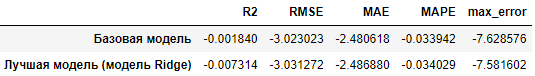 R2 RMSE MAE MAPE max_error
Базовая модель -0.001840 -3.023023 -2.480618 -0.033942 -7.628576
Лучшая модель (модель Ridge) -0.007314 -3.031272 -2.486880 -0.034029 -7.581602